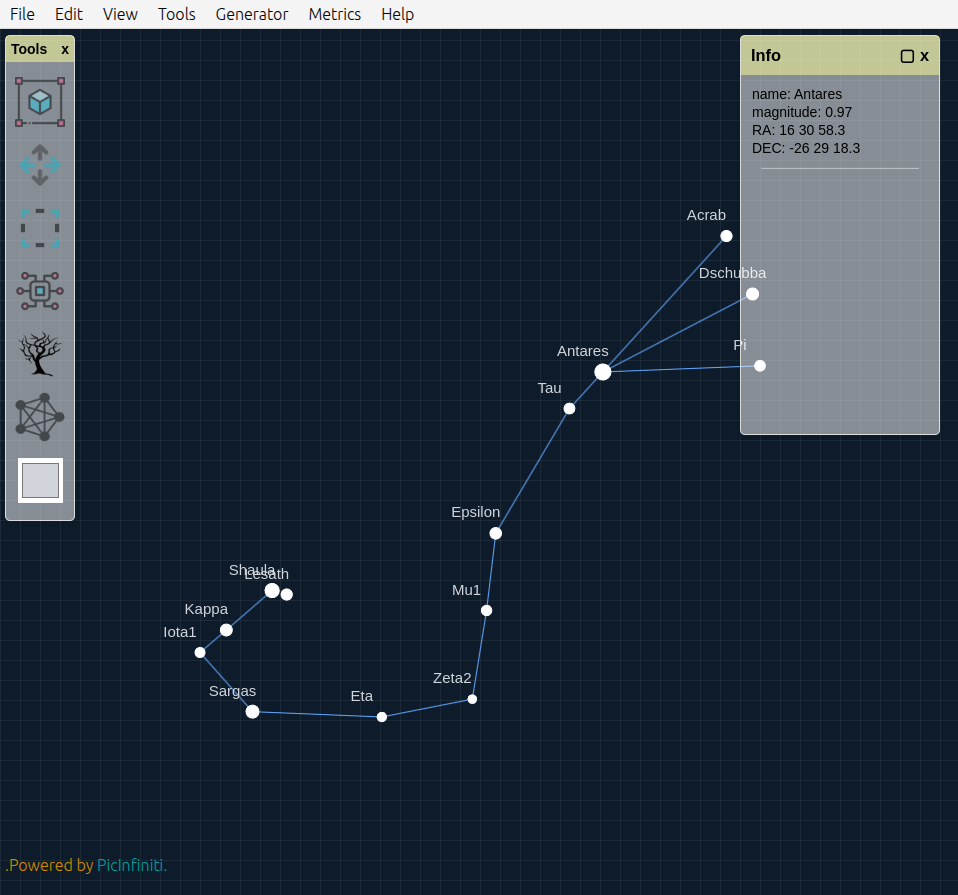 File Edit View Tools Generator Metrics Help
Tools x
Info x
name: Antares
magnitude: 0.97
RA: 16 30 58.3
DEC: -26 29 18.3
Acrab
Dschubba
Pi
Antares
Tau
Epsilon
Shaula
Lesath
Mu1
Kappa
Iota1
Zeta2
Sargas
Eta
.Powered by PicInfiniti.